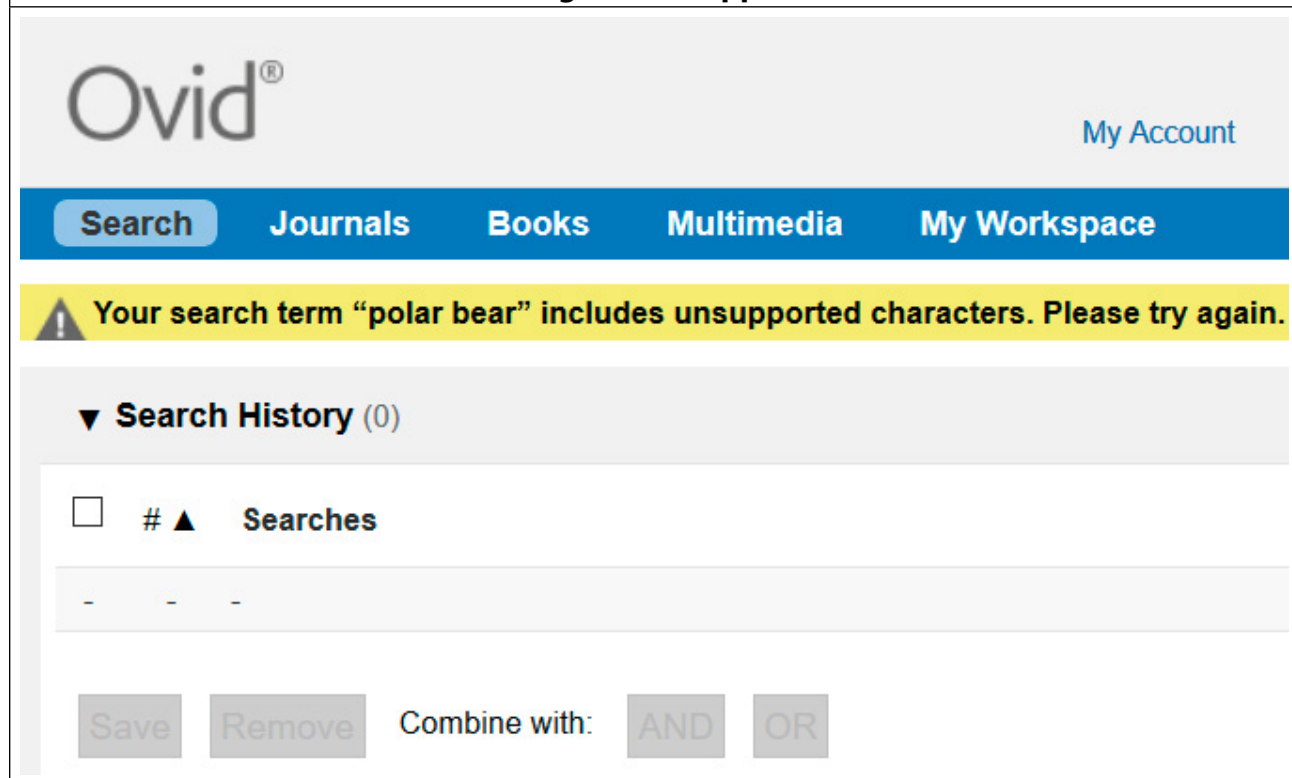 Ovid®
My Account
Search Journals Books Multimedia My Workspace
Your search term “polar bear” includes unsupported characters. Please try again.
▼ Search History (0)
# ▲ Searches
- - -
Save Remove Combine with: AND OR